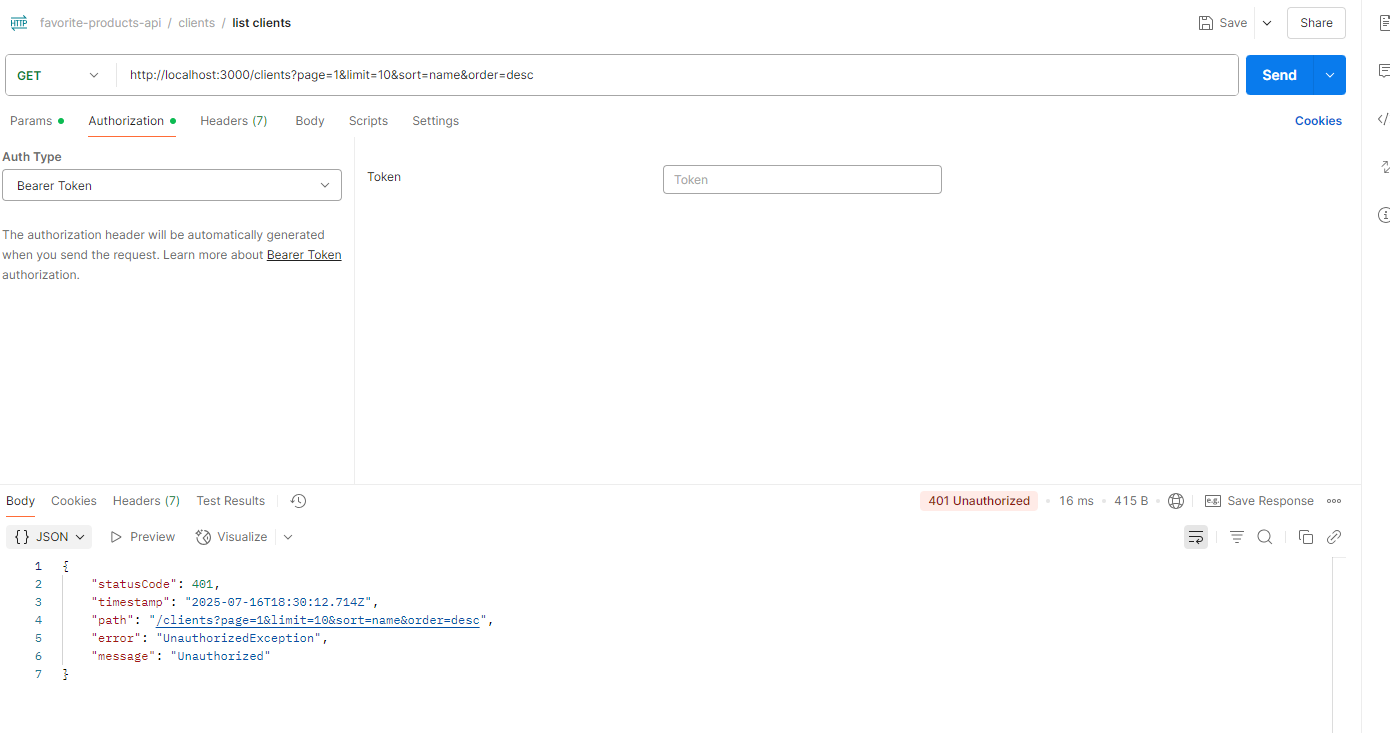 HTTP favorite-products-api / clients / list clients Save Share
GET http://localhost:3000/clients?page=1&limit=10&sort=name&order=desc Send
Params Authorization Headers (7) Body Scripts Settings Cookies
Auth Type
Bearer Token
Token Token
The authorization header will be automatically generated
when you send the request. Learn more about Bearer Token
authorization.
Body Cookies Headers (7) Test Results 401 Unauthorized 16 ms 415 B e.g. Save Response
{} JSON Preview Visualize
1 {
2 "statusCode": 401,
3 "timestamp": "2025-07-16T18:30:12.714Z",
4 "path": "/clients?page=1&limit=10&sort=name&order=desc",
5 "error": "UnauthorizedException",
6 "message": "Unauthorized"
7 }